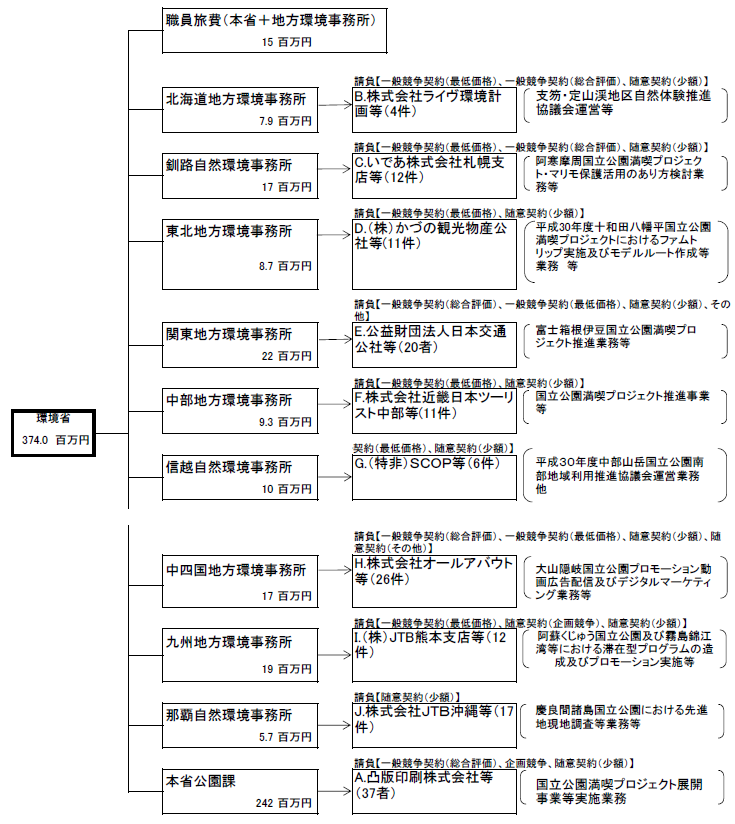 職員旅費(本省＋地方環境事務所)
15 百万円
請負【一般競争契約(最低価格)、一般競争契約(総合評価)、随意契約(少額)】
北海道地方環境事務所
7.9 百万円
B.株式会社ライヴ環境計
画等(4件)
支笏・定山渓地区自然体験推進
協議会運営等
請負【一般競争契約(最低価格)、一般競争契約(総合評価)、随意契約(少額)】
釧路自然環境事務所
17 百万円
C.いであ株式会社札幌支
店等(12件)
阿寒摩周国立公園満喫プロジェク
ト・マリモ保護活用のあり方検討業
務等
請負【一般競争契約(最低価格)、随意契約(少額)】
東北地方環境事務所
8.7 百万円
D.(株)かづの観光物産公
社等(11件)
平成30年度十和田八幡平国立公園
満喫プロジェクトにおけるファムト
リップ実施及びモデルルート作成等
業務 等
請負【一般競争契約(総合評価)、一般競争契約(最低価格)、随意契約(少額)、その
他】
関東地方環境事務所
22 百万円
E.公益財団法人日本交通
公社等(20者)
富士箱根伊豆国立公園満喫プロ
ジェクト推進業務等
請負【一般競争契約(最低価格)、随意契約(少額)】
中部地方環境事務所
9.3 百万円
F.株式会社近畿日本ツーリ
スト中部等(11件)
国立公園満喫プロジェクト推進事業
等
環境省
374.0 百万円
契約(最低価格)、随意契約(少額)】
信越自然環境事務所
10 百万円
G.(特非)SCOP等(6件)
平成30年度中部山岳国立公園南
部地域利用推進協議会運営業務
他
請負【一般競争契約(総合評価)、一般競争契約(最低価格)、随意契約(少額)、随
意契約(その他)】
中四国地方環境事務所
17 百万円
H.株式会社オールアバウト
等(26件)
大山隠岐国立公園プロモーション動
画広告配信及びデジタルマーケティ
ング業務等
請負【一般競争契約(最低価格)、随意契約(企画競争)、随意契約(少額)】
九州地方環境事務所
19 百万円
I.(株)JTB熊本支店等(12
件)
阿蘇くじゅう国立公園及び霧島錦江
湾等における滞在型プログラムの造
成及びプロモーション実施等
請負【随意契約(少額)】
那覇自然環境事務所
5.7 百万円
J.株式会社JTB沖縄等(17
件)
慶良間諸島国立公園における先進
地現地調査等業務等
請負【一般競争契約(総合評価)、企画競争、随意契約(少額)】
本省公園課
242 百万円
A.凸版印刷株式会社等
(37者)
国立公園満喫プロジェクト展開
事業等実施業務